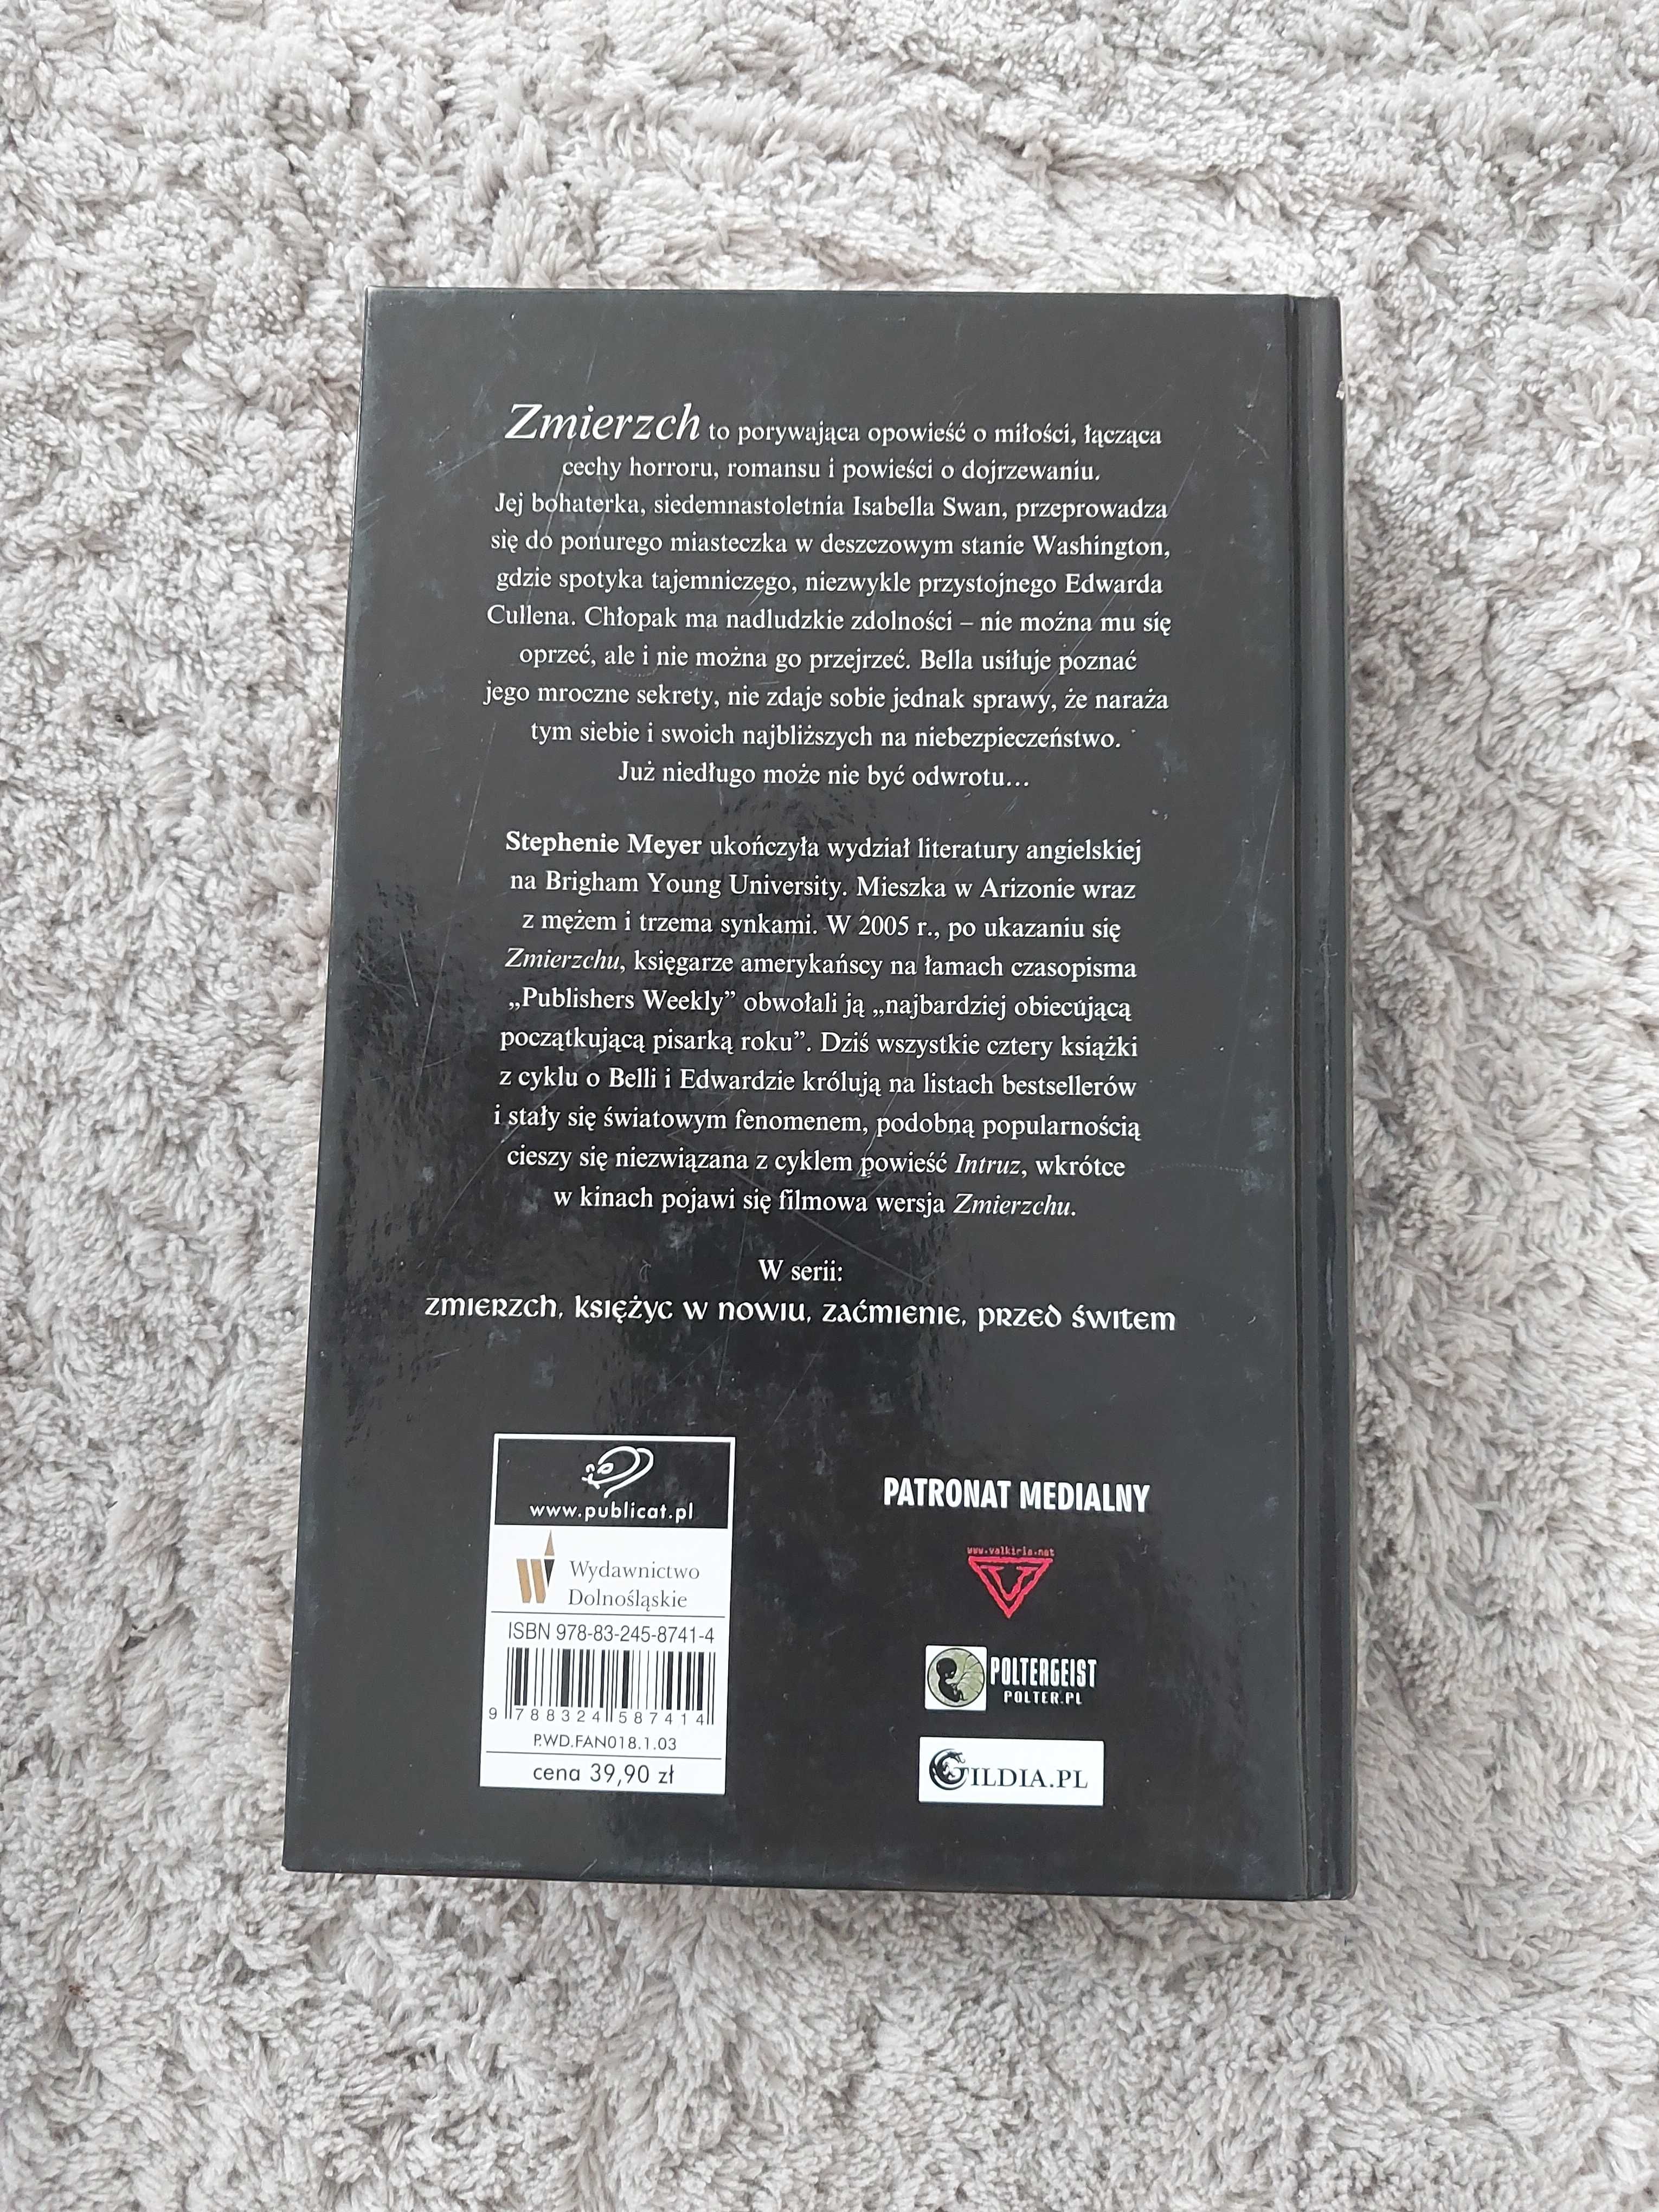 Zmierzch to porywająca opowieść o miłości, łącząca
cechy horroru, romansu i powieści o dojrzewaniu.
Jej bohaterka, siedemnastoletnia Isabella Swan, przeprowadza
się do ponurego miasteczka w deszczowym stanie Washington,
gdzie spotyka tajemniczego, niezwykle przystojnego Edwarda
Cullena. Chłopak ma nadludzkie zdolności – nie można mu się
oprzeć, ale i nie można go przejrzeć. Bella usiłuje poznać
jego mroczne sekrety, nie zdaje sobie jednak sprawy, że naraża
tym siebie i swoich najbliższych na niebezpieczeństwo.
Już niedługo może nie być odwrotu...
Stephenie Meyer ukończyła wydział literatury angielskiej
na Brigham Young University. Mieszka w Arizonie wraz
z mężem i trzema synkami. W 2005 r., po ukazaniu się
Zmierzchu, księgarze amerykańscy na łamach czasopisma
„Publishers Weekly” obwołali ją „najbardziej obiecującą
początkującą pisarką roku”. Dziś wszystkie cztery książki
z cyklu o Belli i Edwardzie królują na listach bestsellerów
i stały się światowym fenomenem, podobną popularnością
cieszy się niezwiązana z cyklem powieść Intruz, wkrótce
w kinach pojawi się filmowa wersja Zmierzchu.
W serii:
zmierzch, księżyc w nowiu, zaćmienie, przed świtem
www.publicat.pl
Wydawnictwo
Dolnośląskie
ISBN 978-83-245-8741-4
9 788324 587414
P.WD.FAN018.1.03
cena 39,90 zł
PATRONAT MEDIALNY
www.valkiria.net
POLTERGEIST
POLTER.PL
GILDIA.PL